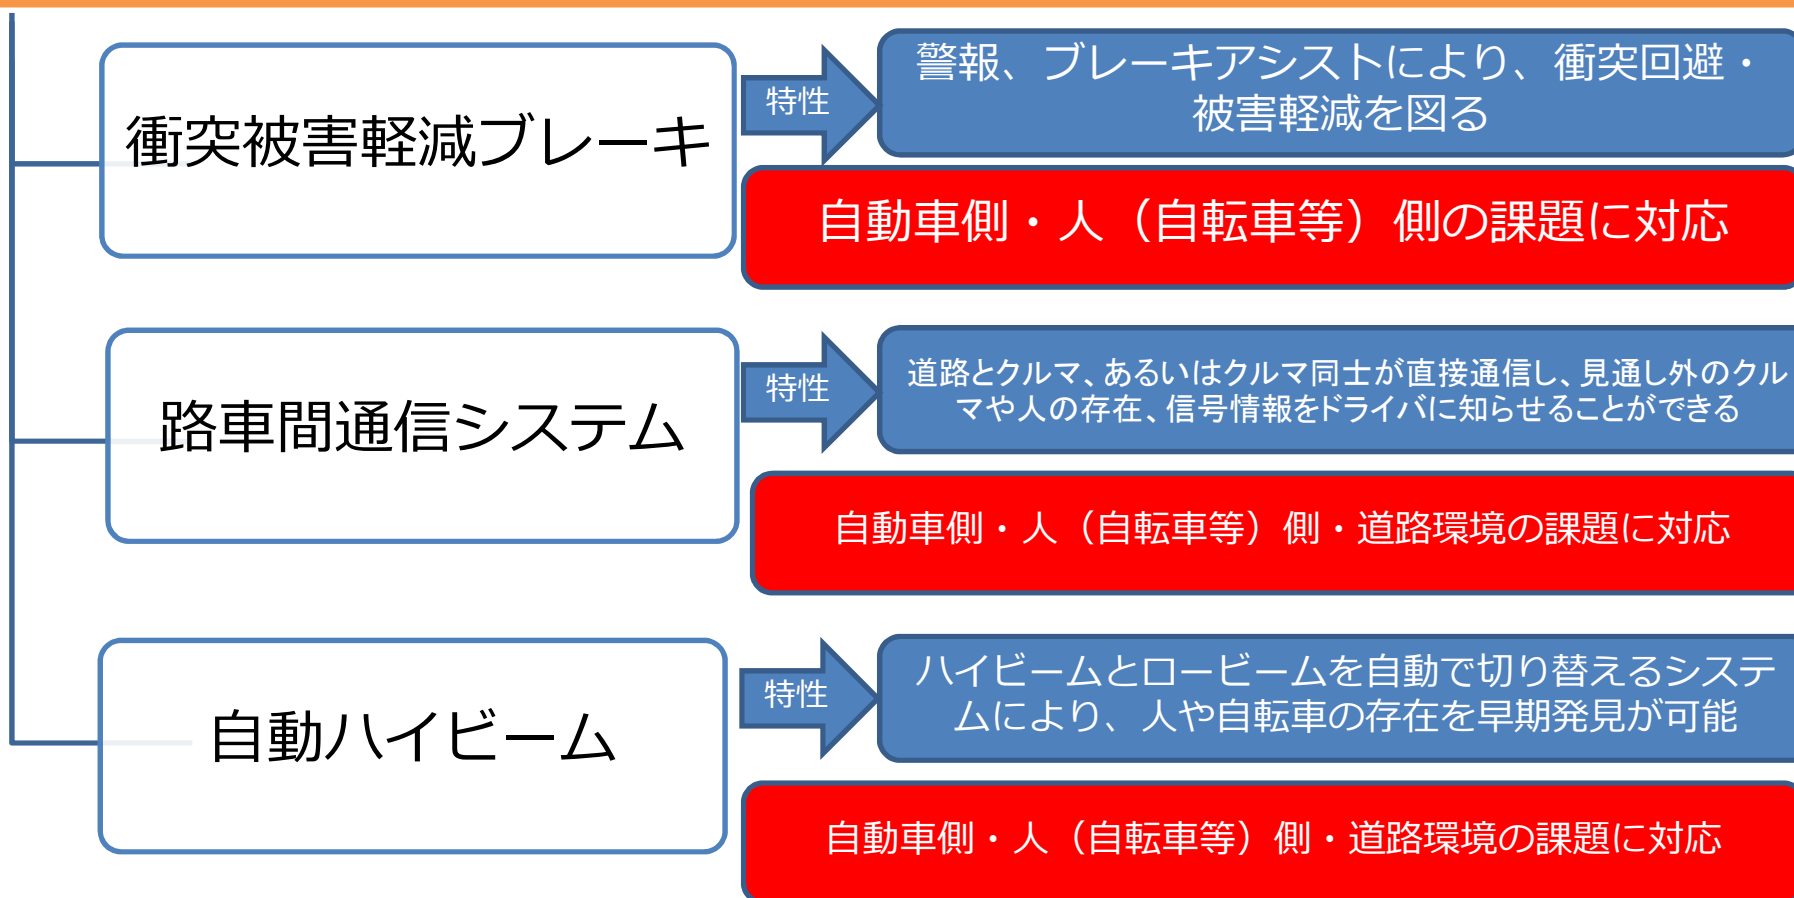 衝突被害軽減ブレーキ
特性
警報、ブレーキアシストにより、衝突回避・
被害軽減を図る
自動車側・人（自転車等）側の課題に対応
路車間通信システム
特性
道路とクルマ、あるいはクルマ同士が直接通信し、見通し外のクル
マや人の存在、信号情報をドライバに知らせることができる
自動車側・人（自転車等）側・道路環境の課題に対応
自動ハイビーム
特性
ハイビームとロービームを自動で切り替えるシステ
ムにより、人や自転車の存在を早期発見が可能
自動車側・人（自転車等）側・道路環境の課題に対応